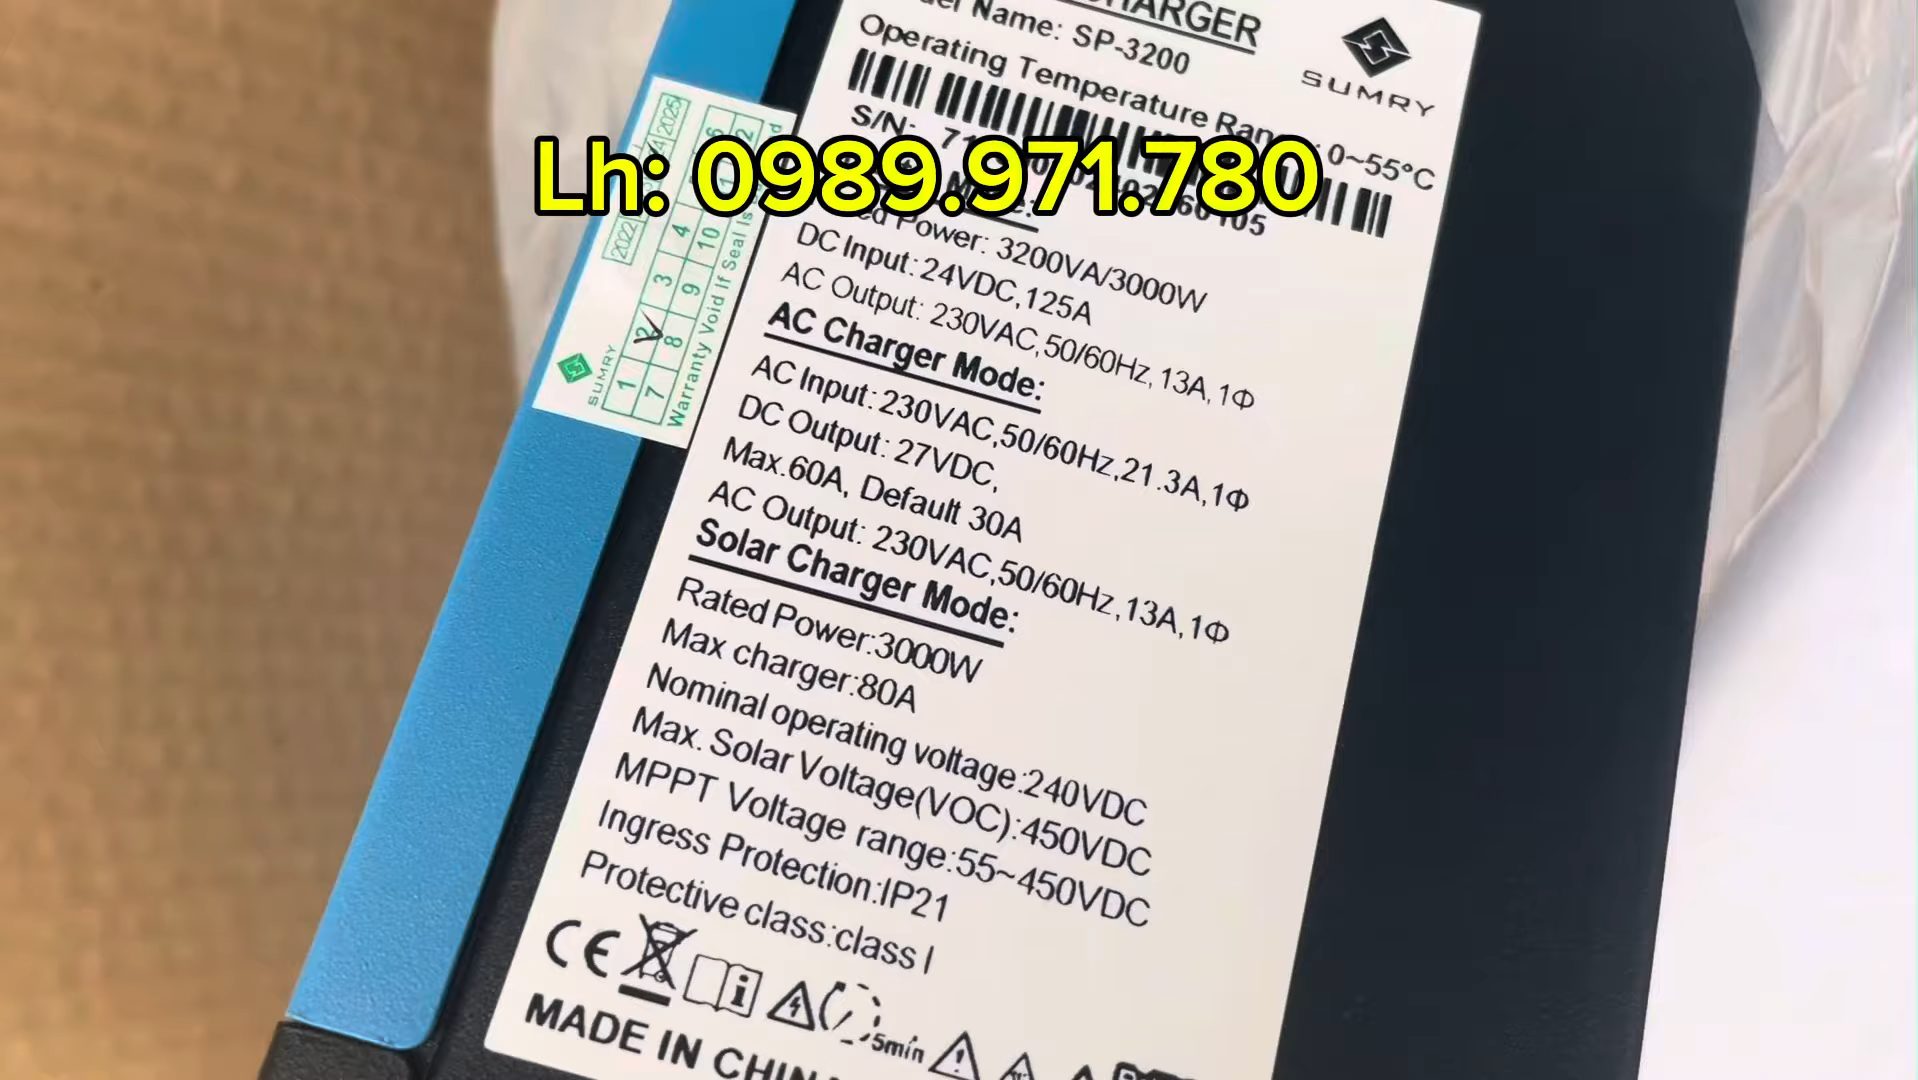 CHARGER
Name: SP-3200
SUMRY
Operating Temperature Range: 0~55°C
S/N:
Lh: 0989.971.780
Mode:
Power: 3200VA/3000W
DC Input: 24VDC,125A
AC Output: 230VAC,50/60Hz,13A,1Φ
AC Charger Mode:
AC Input: 230VAC,50/60Hz,21.3A,1Φ
DC Output: 27VDC,
Max.60A, Default 30A
AC Output: 230VAC,50/60Hz,13A,1Φ
Solar Charger Mode:
Rated Power:3000W
Max charger:80A
Nominal operating voltage:240VDC
Max. Solar Voltage(VOC):450VDC
MPPT Voltage range:55~450VDC
Ingress Protection:IP21
Protective class:class I
CE
5min
MADE IN
SUMRY
2022 2025
1 2 3 4
7 8 9 10
Warranty Void If Seal Is